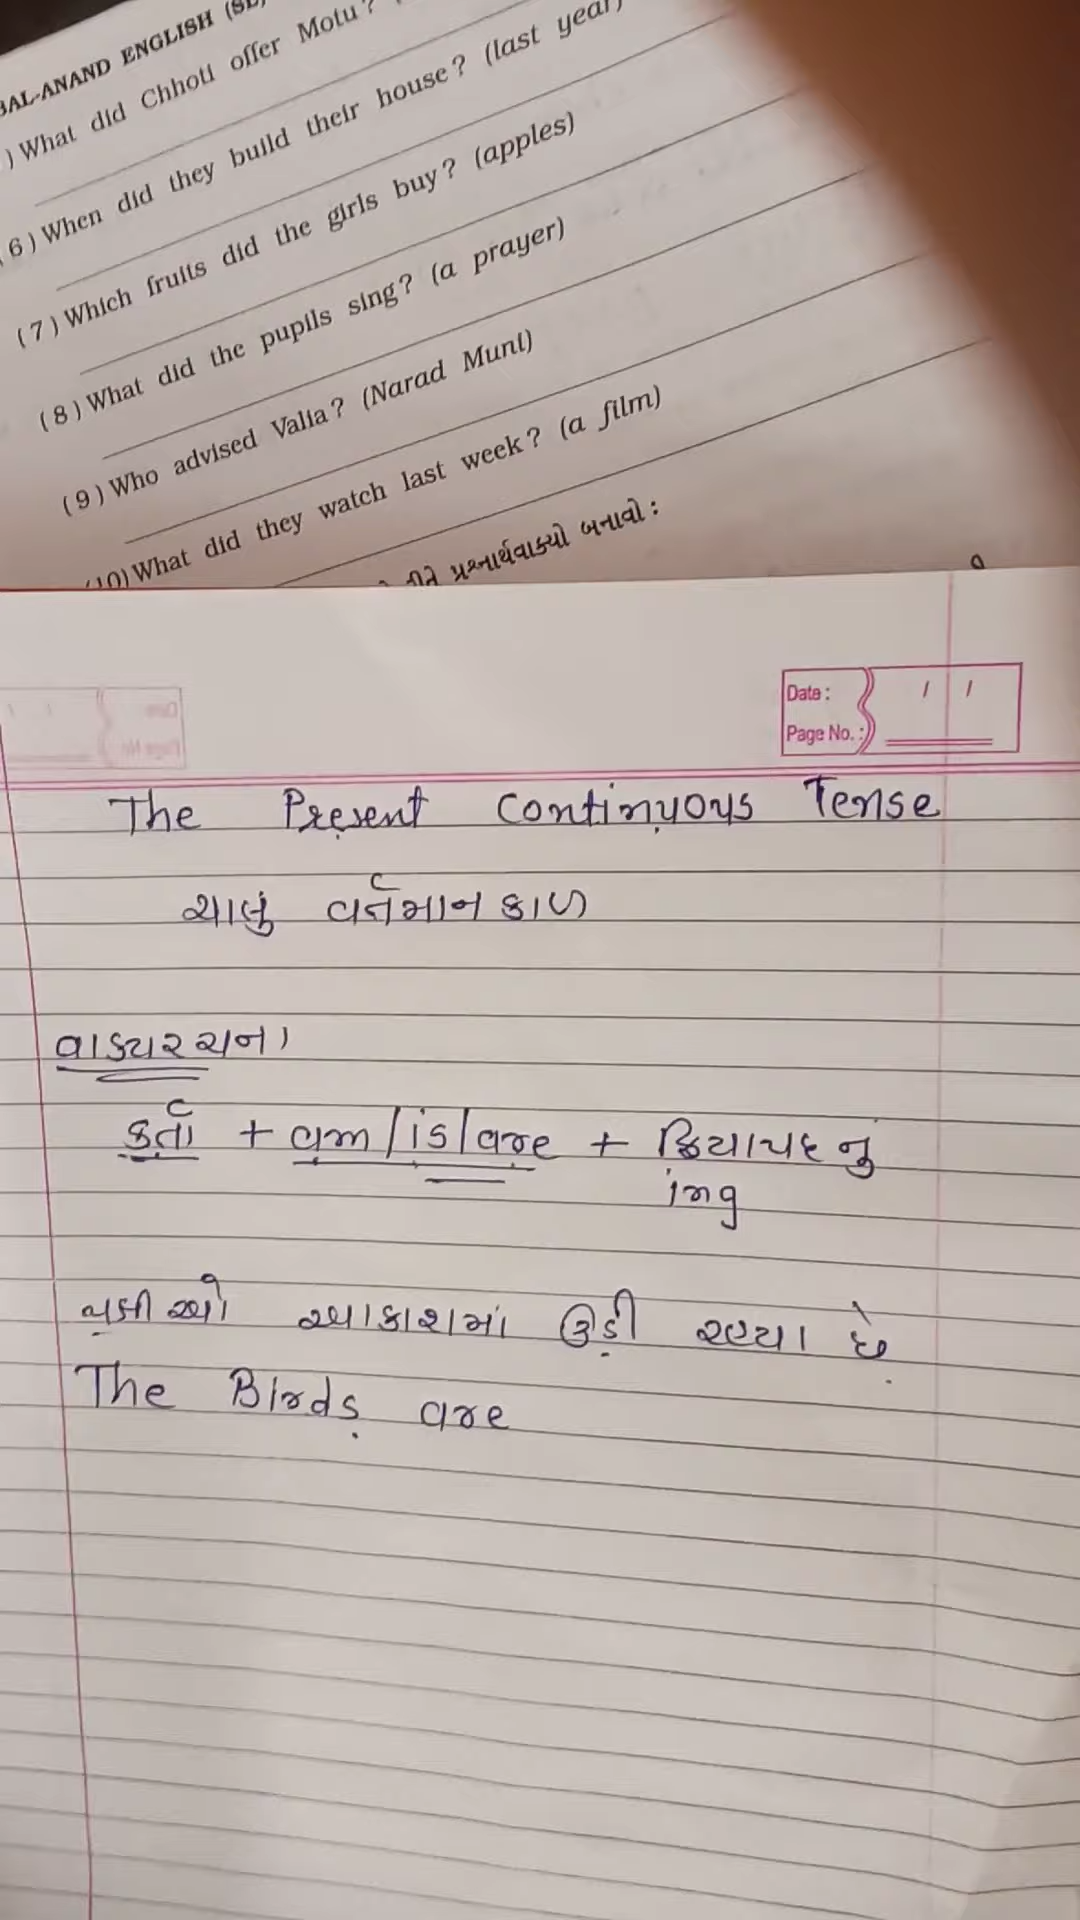 BAL-ANAND ENGLISH
) What did Chhoti offer Motu?
6) When did they build their house? (last year)
(7) Which fruits did the girls buy? (apples)
(8) What did the pupils sing? (a prayer)
(9) Who advised Valia? (Narad Muni)
(10) What did they watch last week? (a film)
પ્રશ્નાર્થવાક્યો બનાવો :
Date : / /
Page No. :
The Present Continuous Tense
ચાલું વર્તમાન કાળ
વાક્યરચના
કર્તા + am/is/are + ક્રિયાપદ નું
ing
પક્ષીઓ આકાશમાં ઊડી રહ્યા છે.
The Birds are